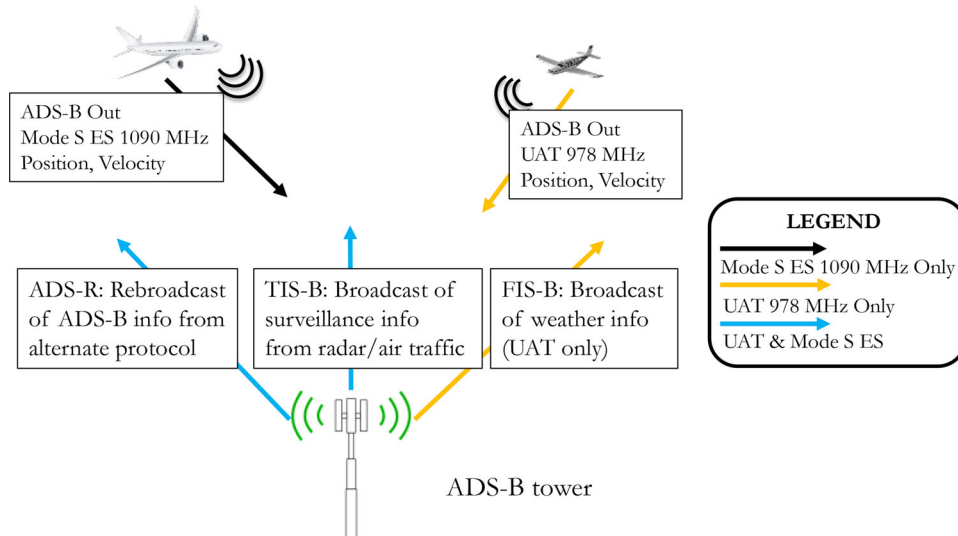 ADS-B Out
Mode S ES 1090 MHz
Position, Velocity
ADS-B Out
UAT 978 MHz
Position, Velocity
LEGEND
Mode S ES 1090 MHz Only
UAT 978 MHz Only
UAT & Mode S ES
ADS-R: Rebroadcast
of ADS-B info from
alternate protocol
TIS-B: Broadcast of
surveillance info
from radar/air traffic
FIS-B: Broadcast
of weather info
(UAT only)
ADS-B tower